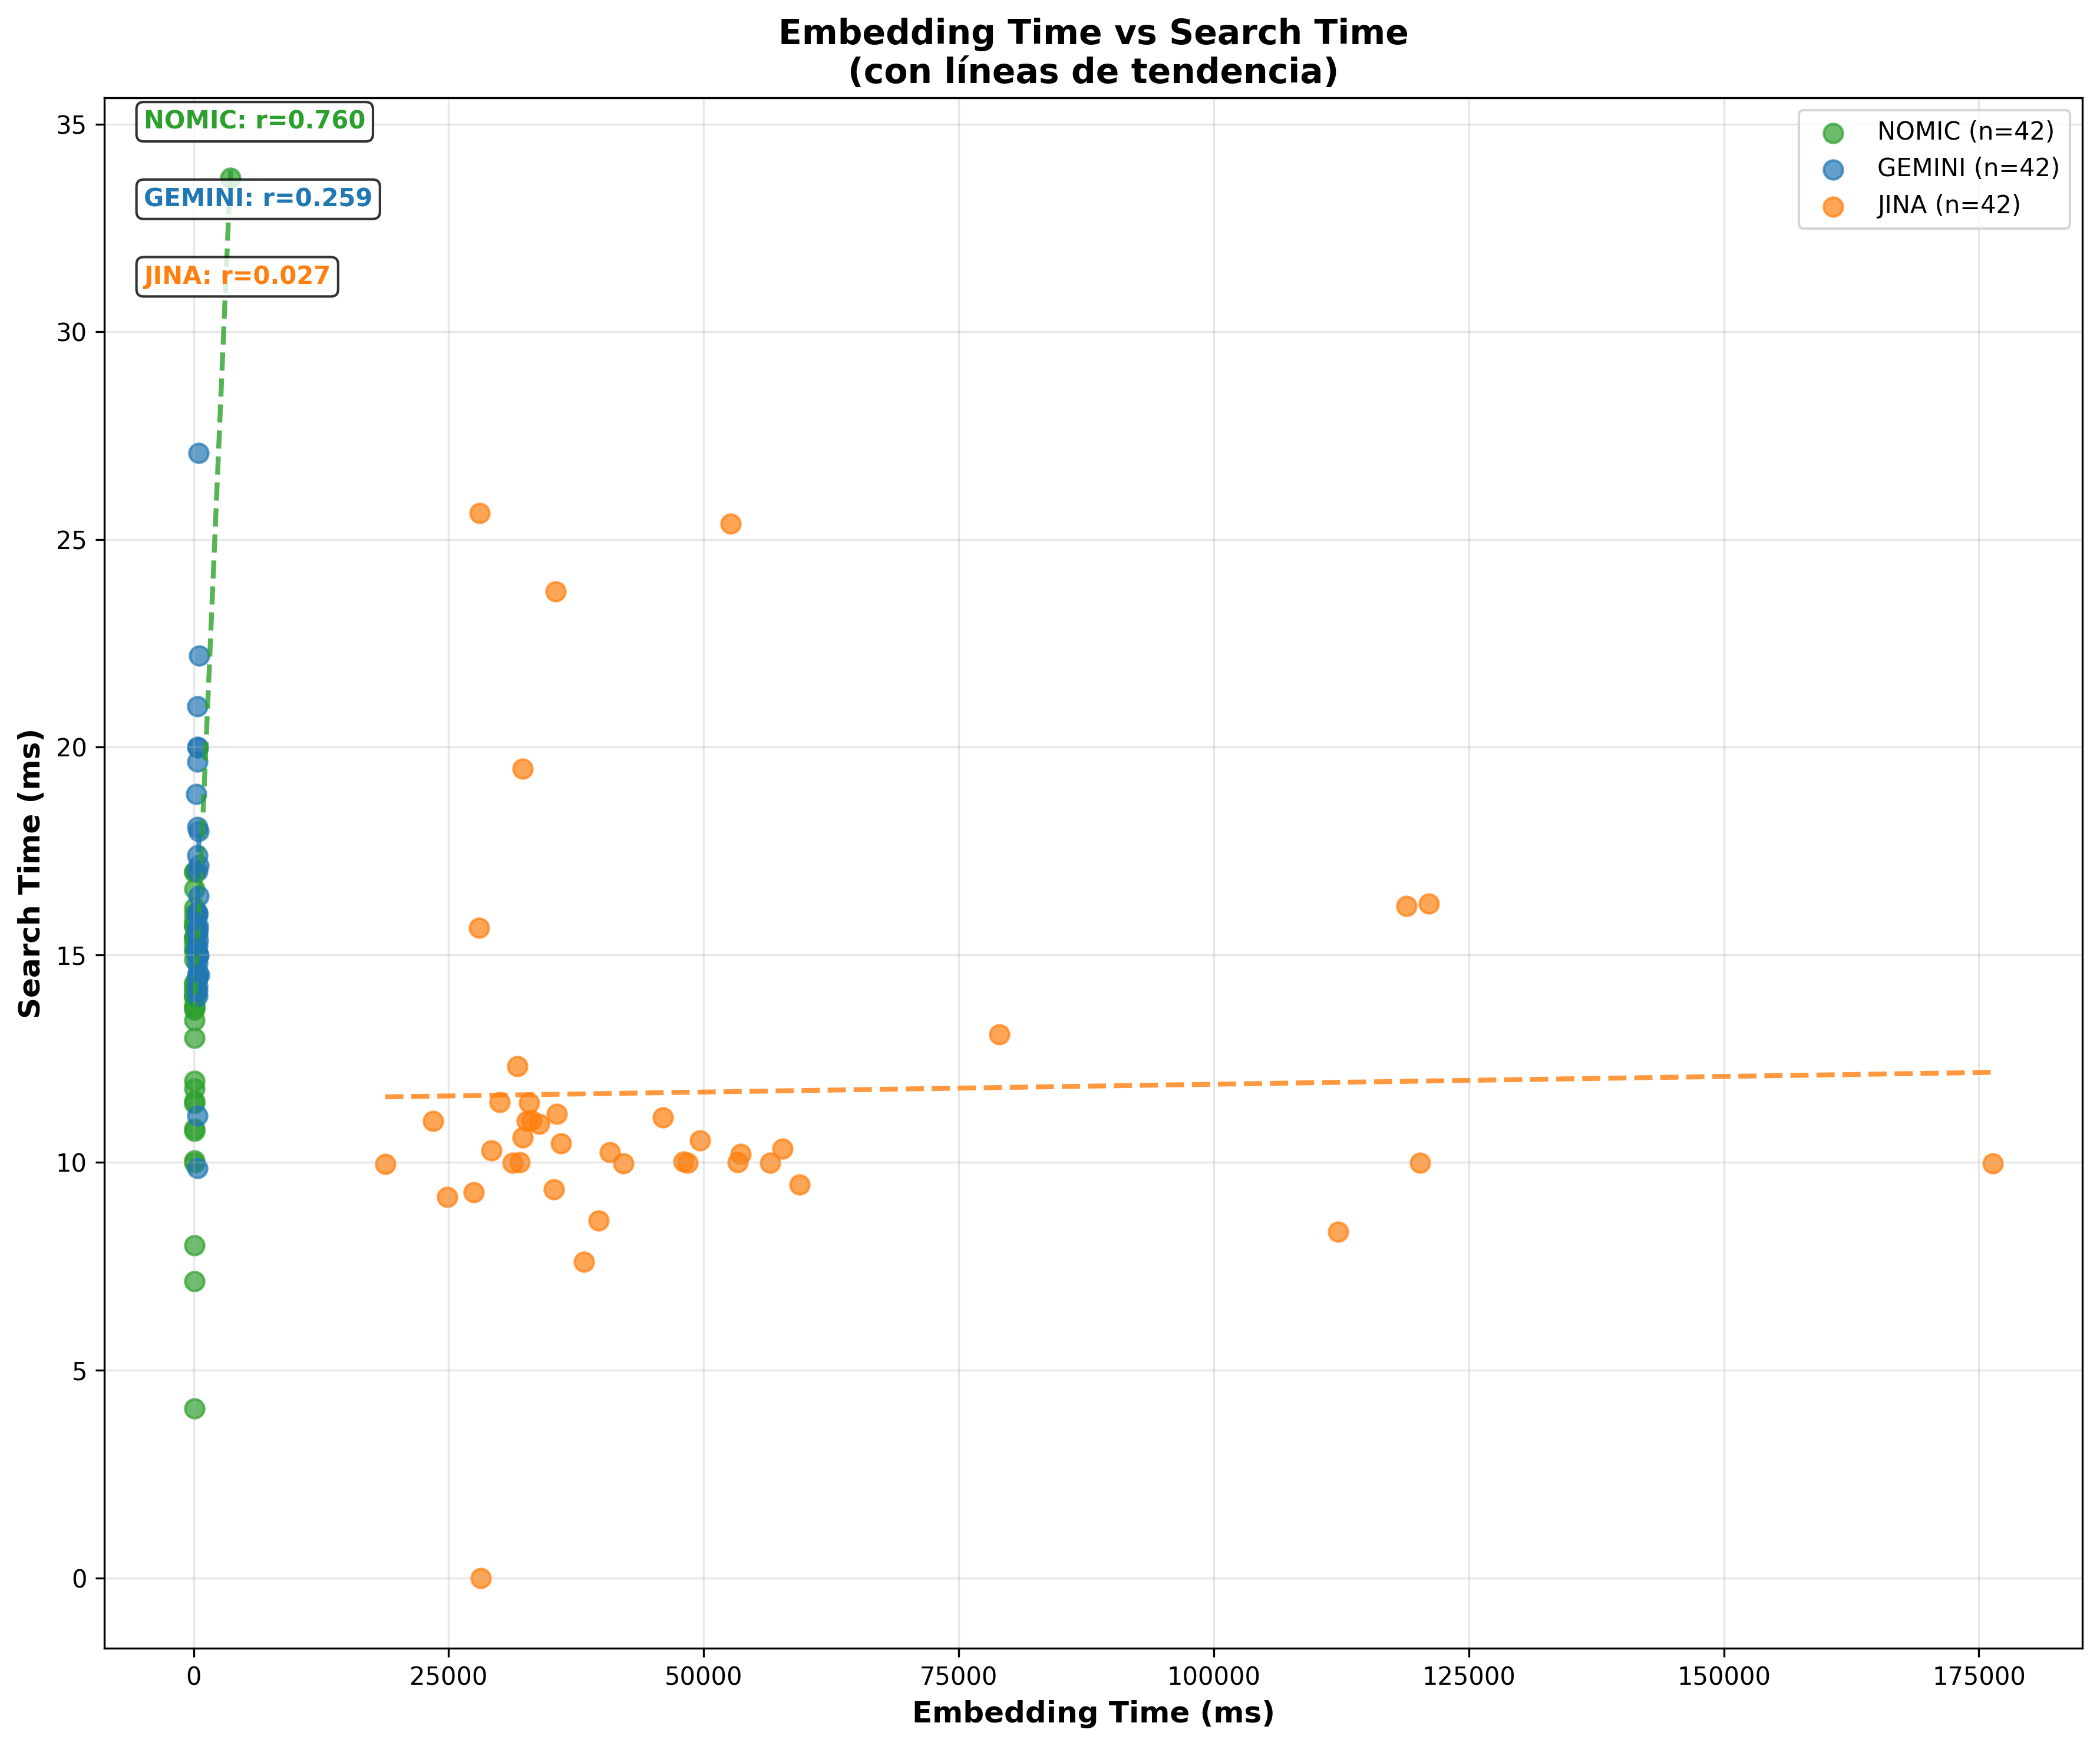 Embedding Time vs Search Time
(con líneas de tendencia)
NOMIC: r=0.760
GEMINI: r=0.259
JINA: r=0.027
NOMIC (n=42)
GEMINI (n=42)
JINA (n=42)
Search Time (ms)
35
30
25
20
15
10
5
0
0
25000
50000
75000
100000
125000
150000
175000
Embedding Time (ms)